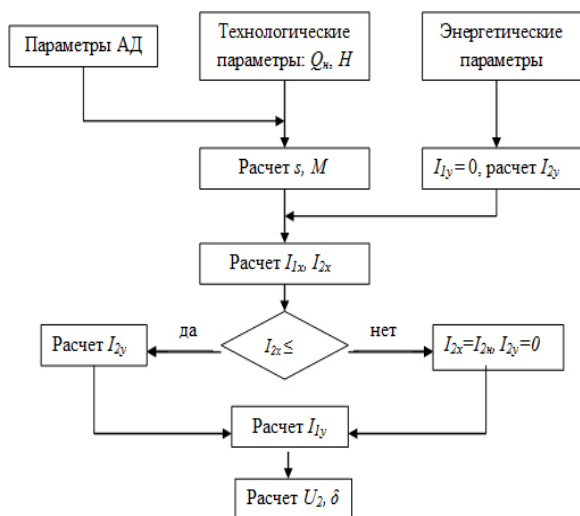 Параметры АД
Технологические
параметры: Qн, H
Энергетические
параметры
Расчет s, M
I1y = 0, расчет I2y
Расчет I1x, I2x
да
нет
Расчет I2y
I2x ≤
I2x=I2н, I2y=0
Расчет I1y
Расчет U2, δ